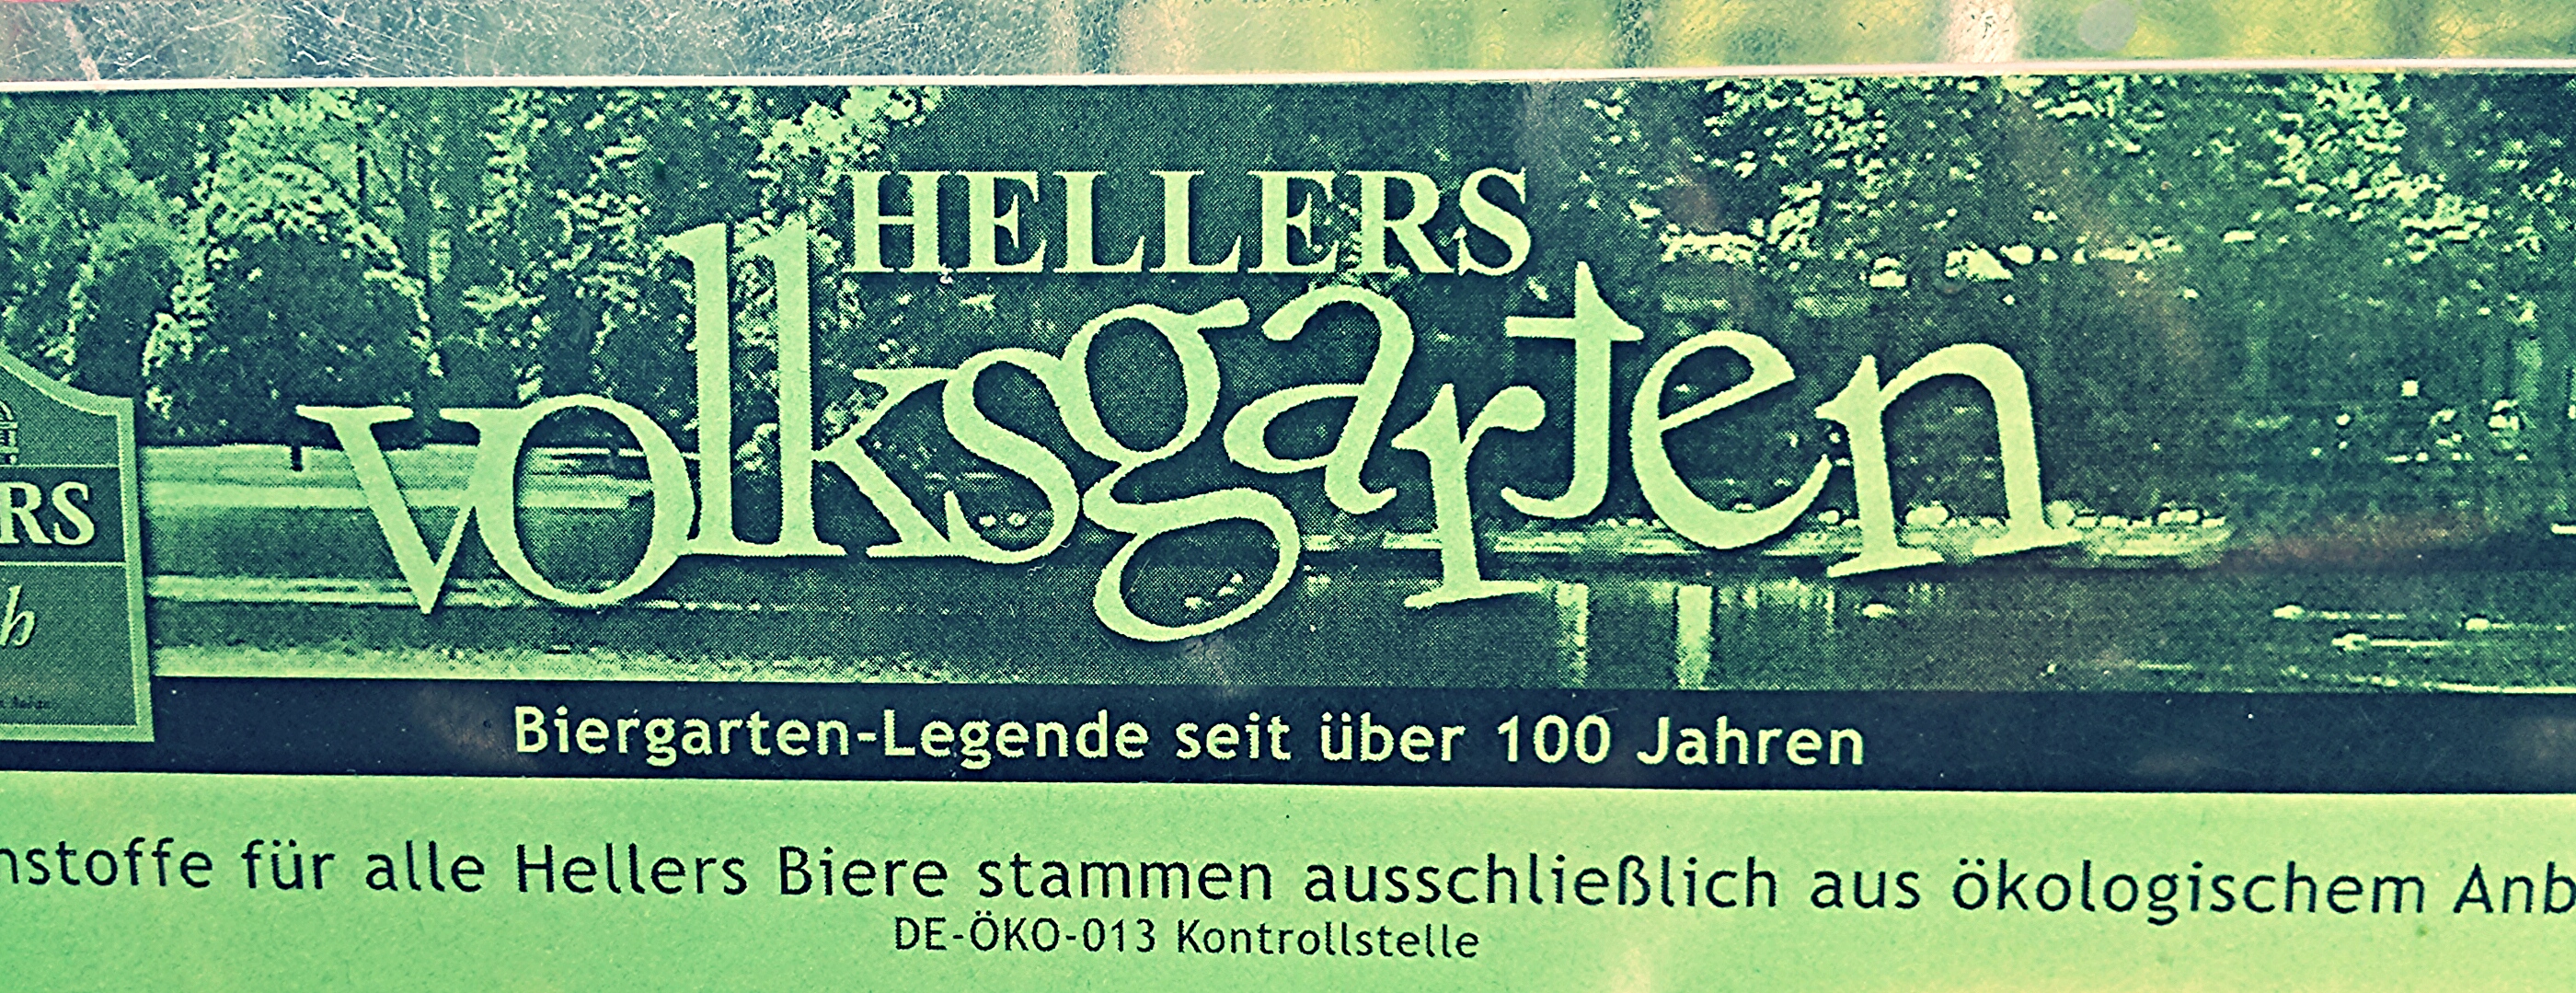 HELLERS
volksgarten
RS
b
Biergarten-Legende seit über 100 Jahren
nstoffe für alle Hellers Biere stammen ausschließlich aus ökologischem Anb
DE-ÖKO-013 Kontrollstelle